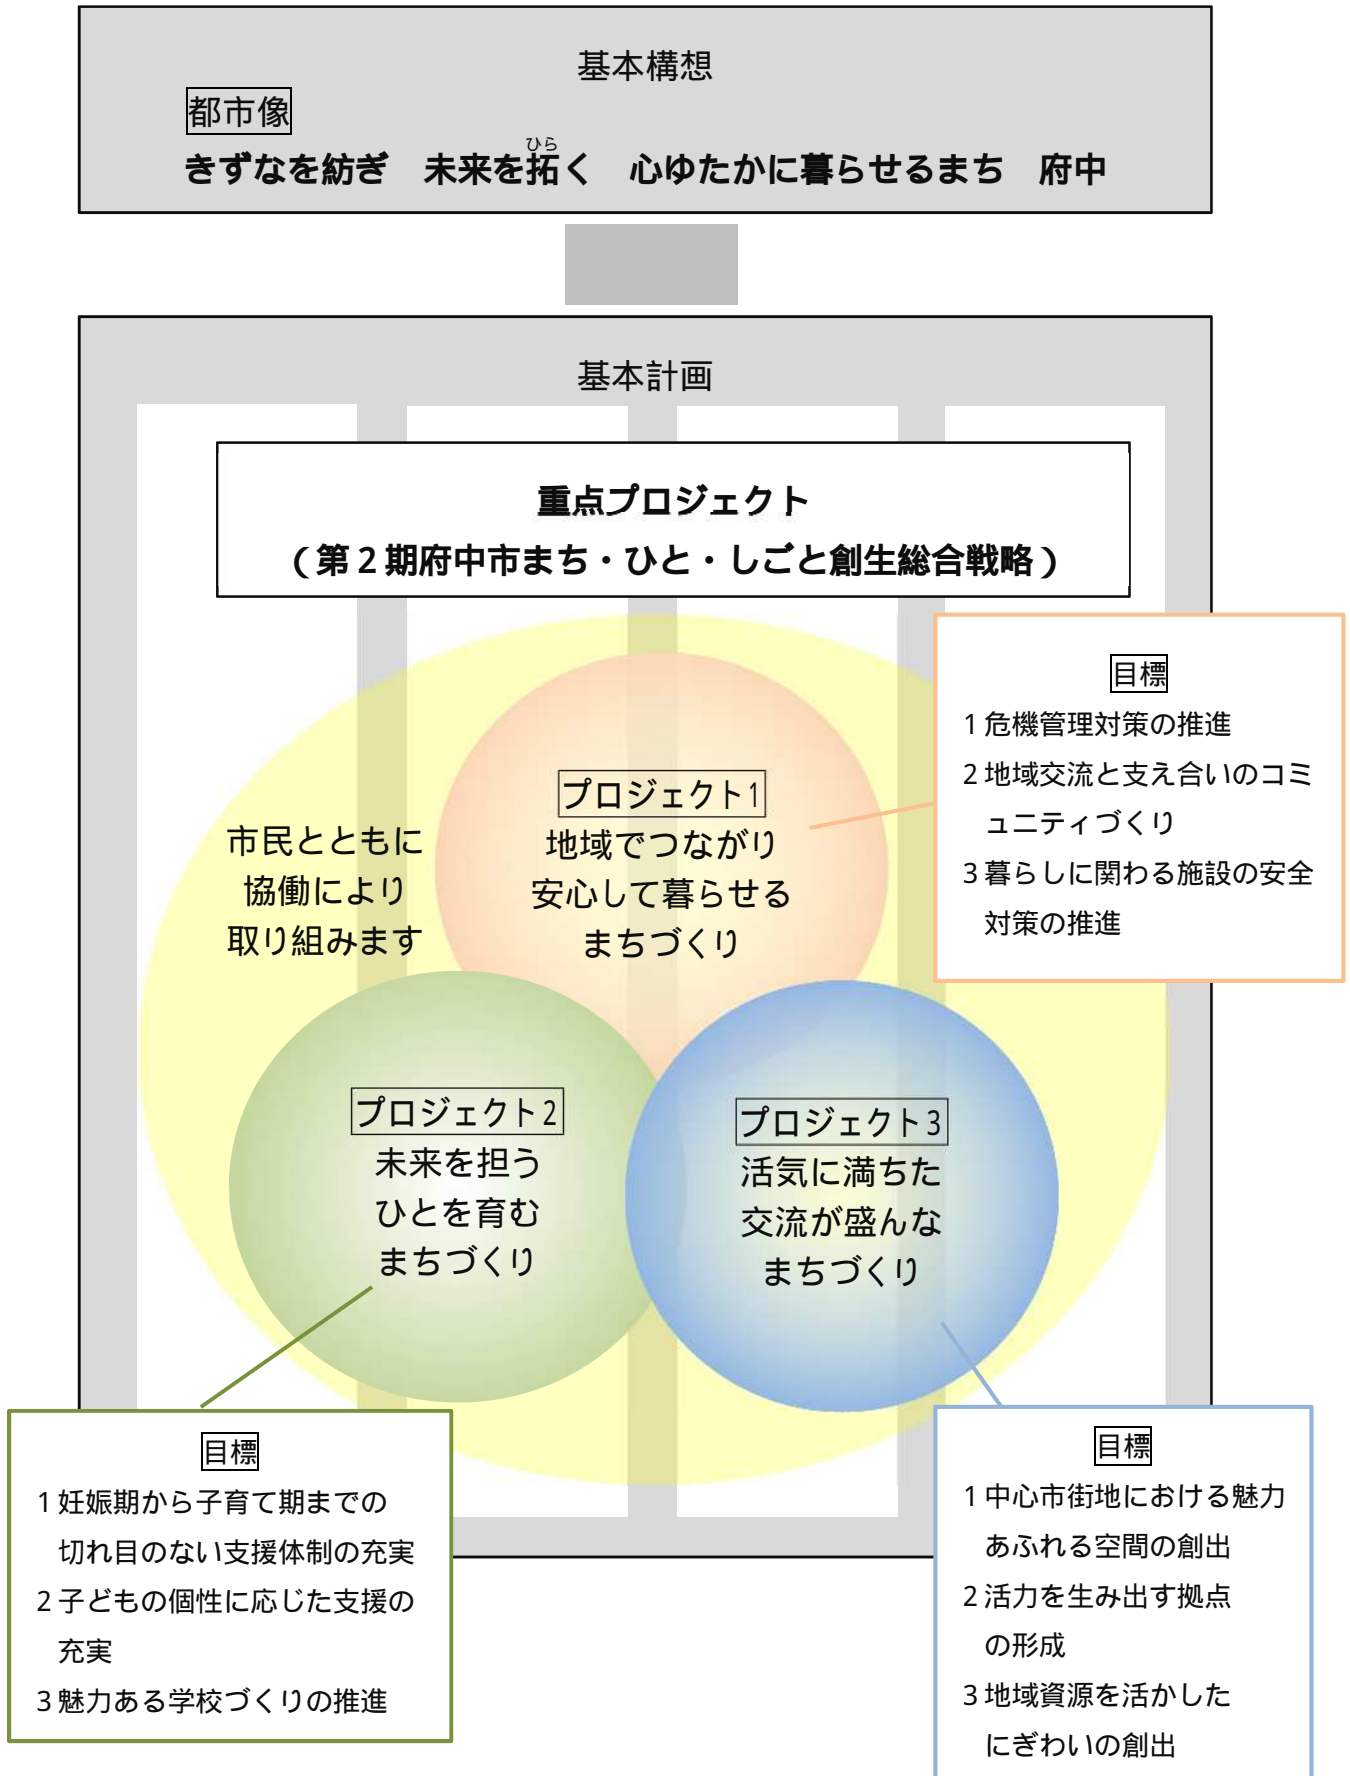 基本構想
都市像
ひら
きずなを紡ぎ　未来を拓く　心ゆたかに暮らせるまち　府中
基本計画
重点プロジェクト
（第２期府中市まち・ひと・しごと創生総合戦略）
目標
1 危機管理対策の推進
2 地域交流と支え合いのコミ
ュニティづくり
3 暮らしに関わる施設の安全
対策の推進
プロジェクト1
地域でつながり
安心して暮らせる
まちづくり
市民とともに
協働により
取り組みます
プロジェクト2
未来を担う
ひとを育む
まちづくり
プロジェクト3
活気に満ちた
交流が盛んな
まちづくり
目標
1 妊娠期から子育て期までの
切れ目のない支援体制の充実
2 子どもの個性に応じた支援の
充実
3 魅力ある学校づくりの推進
目標
1 中心市街地における魅力
あふれる空間の創出
2 活力を生み出す拠点
の形成
3 地域資源を活かした
にぎわいの創出